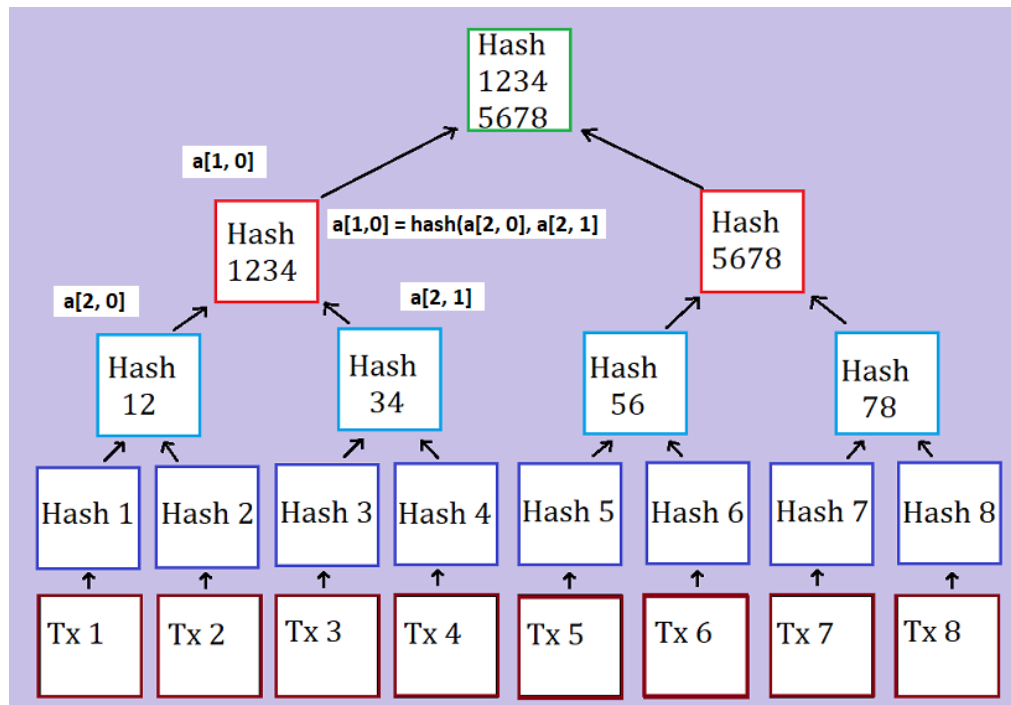 Hash
1234
5678
a[1, 0]
a[1,0] = hash(a[2, 0], a[2, 1]
Hash
1234
Hash
5678
a[2, 0]
a[2, 1]
Hash
12
Hash
34
Hash
56
Hash
78
Hash 1
Hash 2
Hash 3
Hash 4
Hash 5
Hash 6
Hash 7
Hash 8
Tx 1
Tx 2
Tx 3
Tx 4
Tx 5
Tx 6
Tx 7
Tx 8